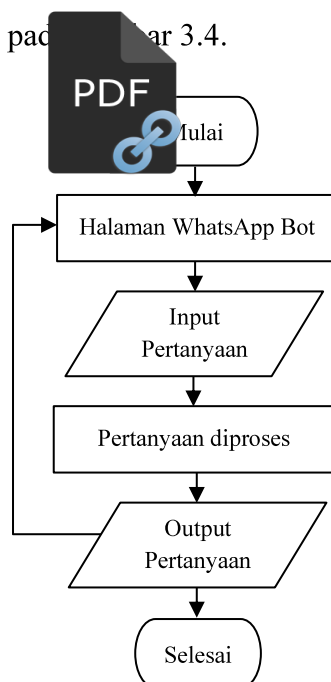 pad ar 3.4.
PDF
Mulai
Halaman WhatsApp Bot
Input
Pertanyaan
Pertanyaan diproses
Output
Pertanyaan
Selesai